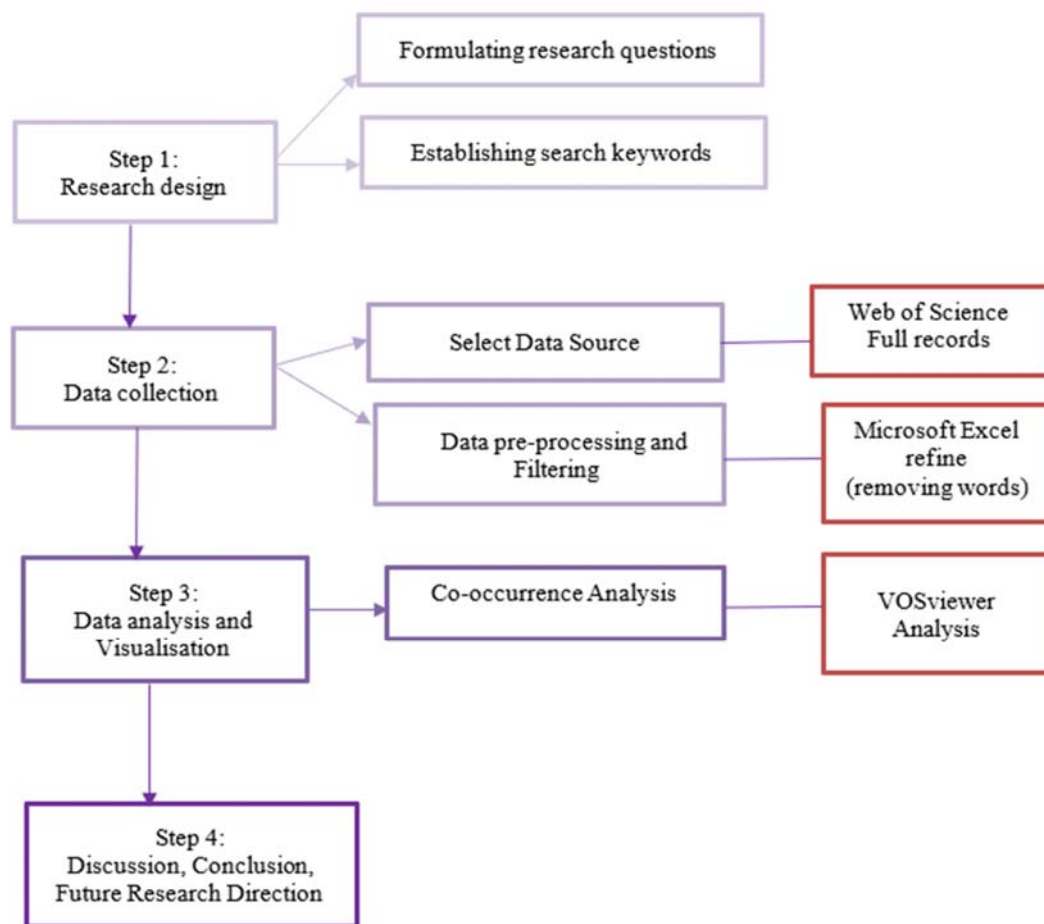 Formulating research questions
Step 1:
Research design
Establishing search keywords
Step 2:
Data collection
Select Data Source
Web of Science
Full records
Data pre-processing and
Filtering
Microsoft Excel
refine
(removing words)
Step 3:
Data analysis and
Visualisation
Co-occurrence Analysis
VOSviewer
Analysis
Step 4:
Discussion, Conclusion,
Future Research Direction